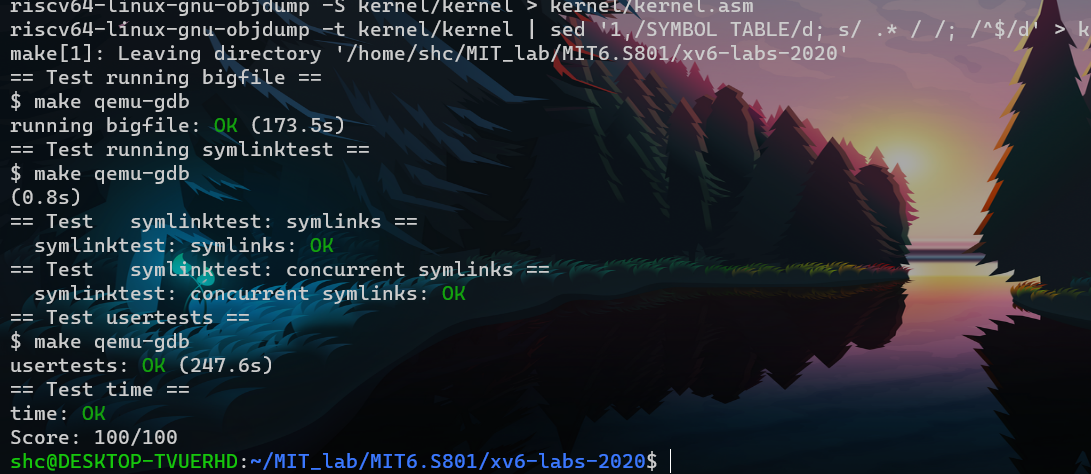 riscv64-linux-gnu-objdump -S kernel/kernel > kernel/kernel.asm
riscv64-linux-gnu-objdump -t kernel/kernel | sed '1,/SYMBOL TABLE/d; s/ .* / /; /^$/d' > k
make[1]: Leaving directory '/home/shc/MIT_lab/MIT6.S801/xv6-labs-2020'
== Test running bigfile ==
$ make qemu-gdb
running bigfile: OK (173.5s)
== Test running symlinktest ==
$ make qemu-gdb
(0.8s)
== Test   symlinktest: symlinks ==
  symlinktest: symlinks: OK
== Test   symlinktest: concurrent symlinks ==
  symlinktest: concurrent symlinks: OK
== Test usertests ==
$ make qemu-gdb
usertests: OK (247.6s)
== Test time ==
time: OK
Score: 100/100
shc@DESKTOP-TVUERHD:~/MIT_lab/MIT6.S801/xv6-labs-2020$